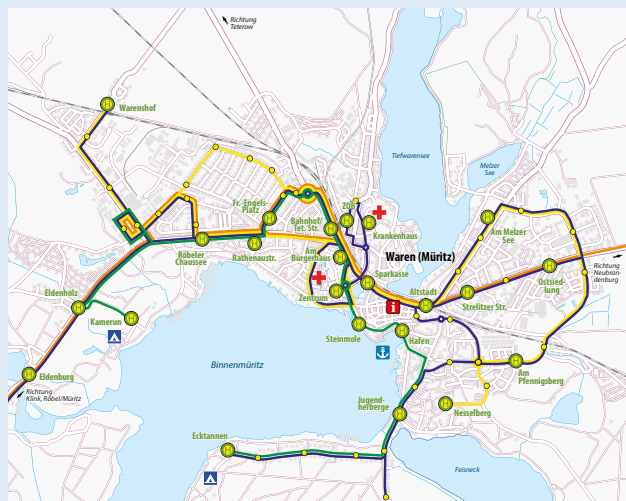 Richtung
Teterow
Warenshof
Tiefwarensee
Melzer
See
Fr.-Engels-
Platz
ZOB
Krankenhaus
Bahnhof/
Tet. Str.
Am Melzer
See
Röbeler
Chaussee
Rathenaustr.
Am
Bürgerhaus
Waren (Müritz)
Sparkasse
Richtung
Neubran-
denburg
Ostsied-
lung
Zentrum
Altstadt
Strelitzer Str.
Eldenholz
Kamerun
Steinmole
Hafen
Binnenmüritz
Eldenburg
Am
Pfennigsberg
Richtung
Klink, Röbel/Müritz
Jugend-
herberge
Nesselberg
Ecktannen
Feisneck